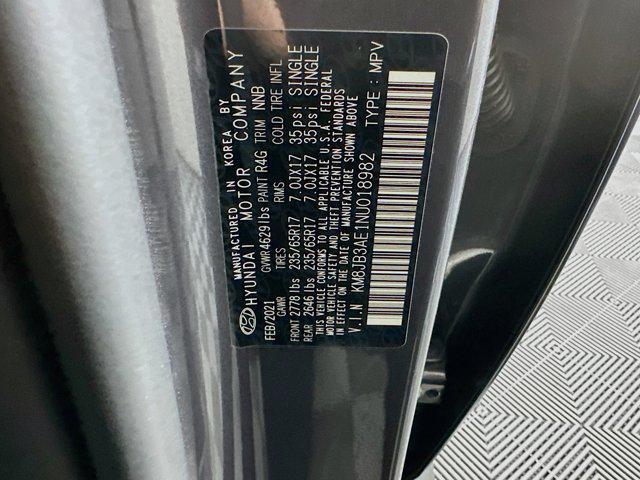 MANUFACTURED IN KOREA BY
HYUNDAI MOTOR COMPANY
FEB/2021 GVWR 4629 lbs PAINT R4G TRIM NNB
GAWR TIRES RIMS COLD TIRE INFL
FRONT 2778 lbs 235/65R17 7.0JX17 35psi SINGLE
REAR 2646 lbs 235/65R17 7.0JX17 35psi SINGLE
THIS VEHICLE CONFORMS TO ALL APPLICABLE U.S.A. FEDERAL
MOTOR VEHICLE SAFETY AND THEFT PREVENTION STANDARDS
IN EFFECT ON THE DATE OF MANUFACTURE SHOWN ABOVE
V.I.N KM8JB3AE1NU018982 TYPE : MPV